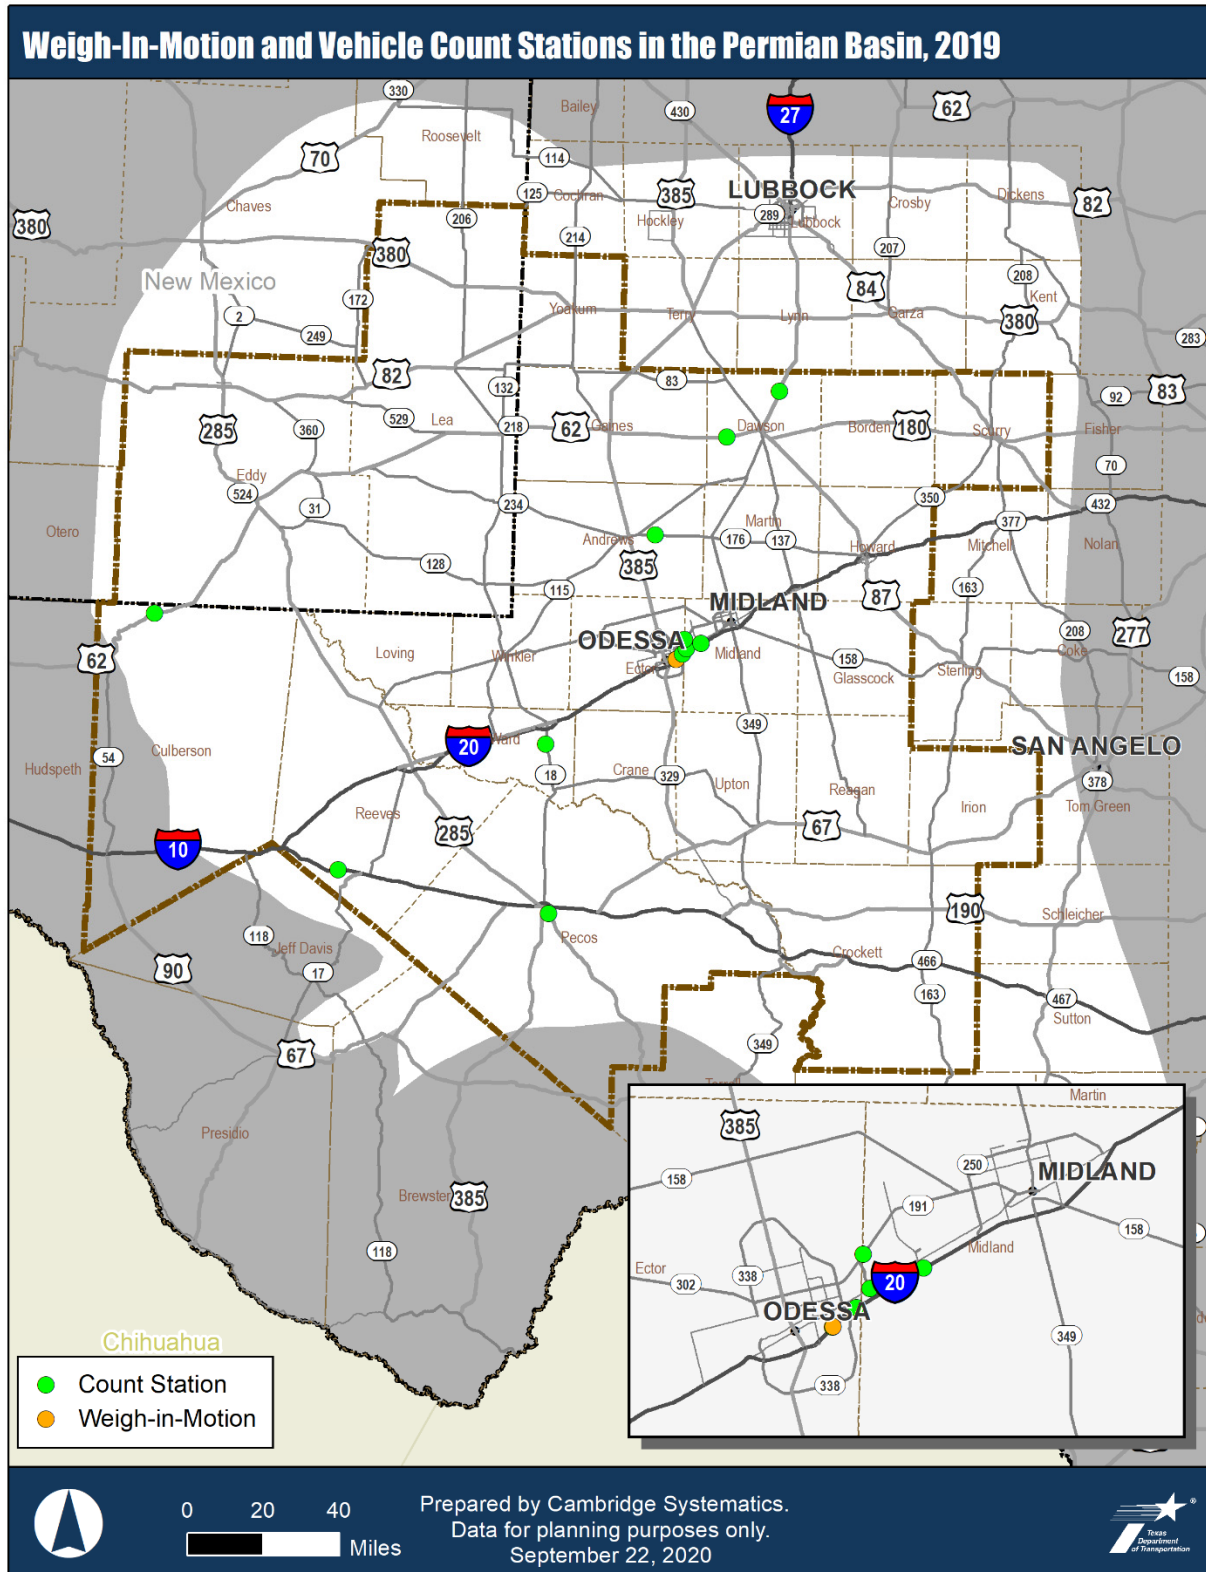 Weigh-In-Motion and Vehicle Count Stations in the Permian Basin, 2019
330
Bailey
430
27
62
Roosevelt
70
114
385
LUBBOCK
Dickens
82
125
Cochran
Crosby
Chaves
206
Hockley
289
Lubbock
380
214
207
380
208
New Mexico
84
Kent
172
Yoakum
Terry
Lynn
Garza
380
2
249
283
82
132
83
83
92
285
360
529
Lea
218
62
Gaines
Dawson
Borden
180
Scurry
Fisher
70
Eddy
524
31
234
350
432
Martin
377
Otero
Andrews
176
137
Howard
Mitchell
Nolan
128
385
115
163
87
MIDLAND
ODESSA
208
277
62
Loving
Winkler
Ector
Midland
158
Glasscock
Sterling
Coke
158
349
Culberson
54
20
Ward
SAN ANGELO
Hudspeth
18
Crane
329
Upton
Reagan
Irion
378
Tom Green
Reeves
285
67
10
190
Schleicher
118
Jeff Davis
Pecos
Crockett
90
17
466
163
467
Sutton
67
349
Presidio
Brewster
385
118
Martin
385
250
MIDLAND
158
191
158
Midland
Ector
302
338
20
ODESSA
349
338
Chihuahua
Count Station
Weigh-in-Motion
0 20 40
Miles
Prepared by Cambridge Systematics.
Data for planning purposes only.
September 22, 2020
Texas
Department
of Transportation